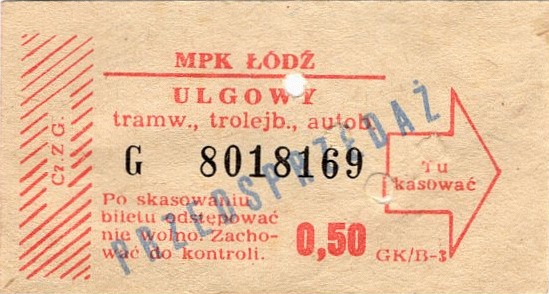 MPK ŁÓDŹ
ULGOWY
tramw., trolejb., autob.
G 8018169
Po skasowaniu
biletu odstępować
nie wolno. Zacho-
wać do kontroli.
0,50
GK/B-3
Tu
kasować
Cz.Z.G.
PRZEDSPRZEDAŻ